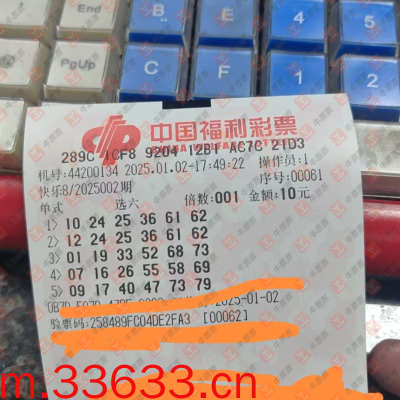 B
E
4
5
PgUp
C
F
1
2
中国福利彩票
289C 1CF8 9204 12B1 AC7C 21D3
机号:44200134 2025.01.02-17:49:22 操作员:1
快乐8/2025002期 序号:00061
单式 选六 倍数:001 金额:10元
1> 10 24 25 36 61 62
2> 12 24 25 36 61 62
3> 01 19 33 52 68 73
4> 07 16 26 55 58 69
5> 09 17 40 47 73 79
2025-01-02
验票码:258489FC04DE2FA3 [00062]
m.33633.cn